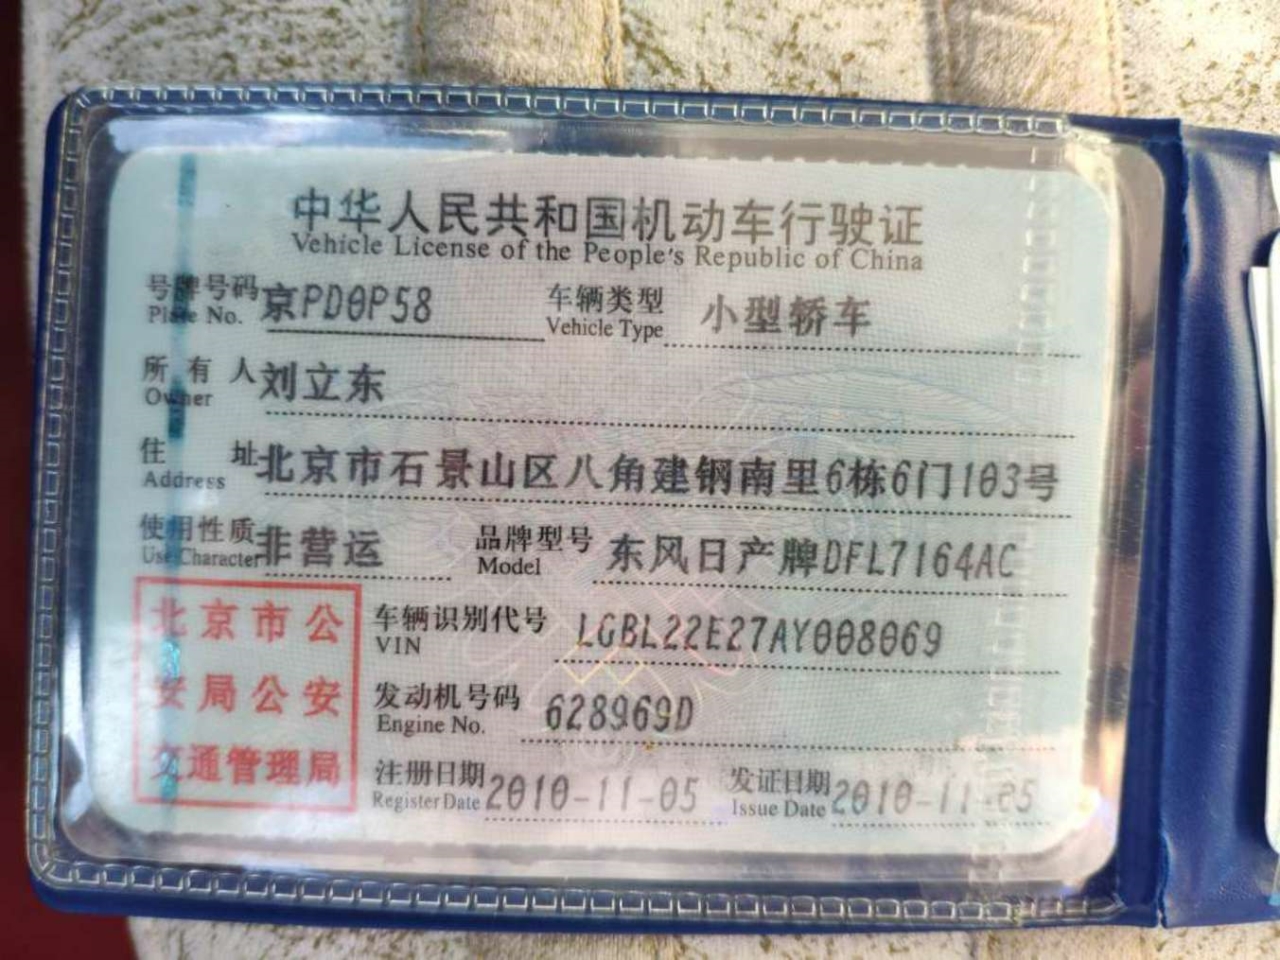 中华人民共和国机动车行驶证
Vehicle License of the People's Republic of China
号牌号码 京PD0P58 车辆类型 小型轿车
Plate No. Vehicle Type
所有人 刘立东
Owner
住址 北京市石景山区八角建钢南里6栋6门103号
Address
使用性质 非营运 品牌型号 东风日产牌DFL7164AC
Use Character Model
北京市公安局公安交通管理局
车辆识别代号 LGBL22E27AY008069
VIN
发动机号码 628969D
Engine No.
注册日期 2010-11-05 发证日期 2010-11-05
Register Date Issue Date